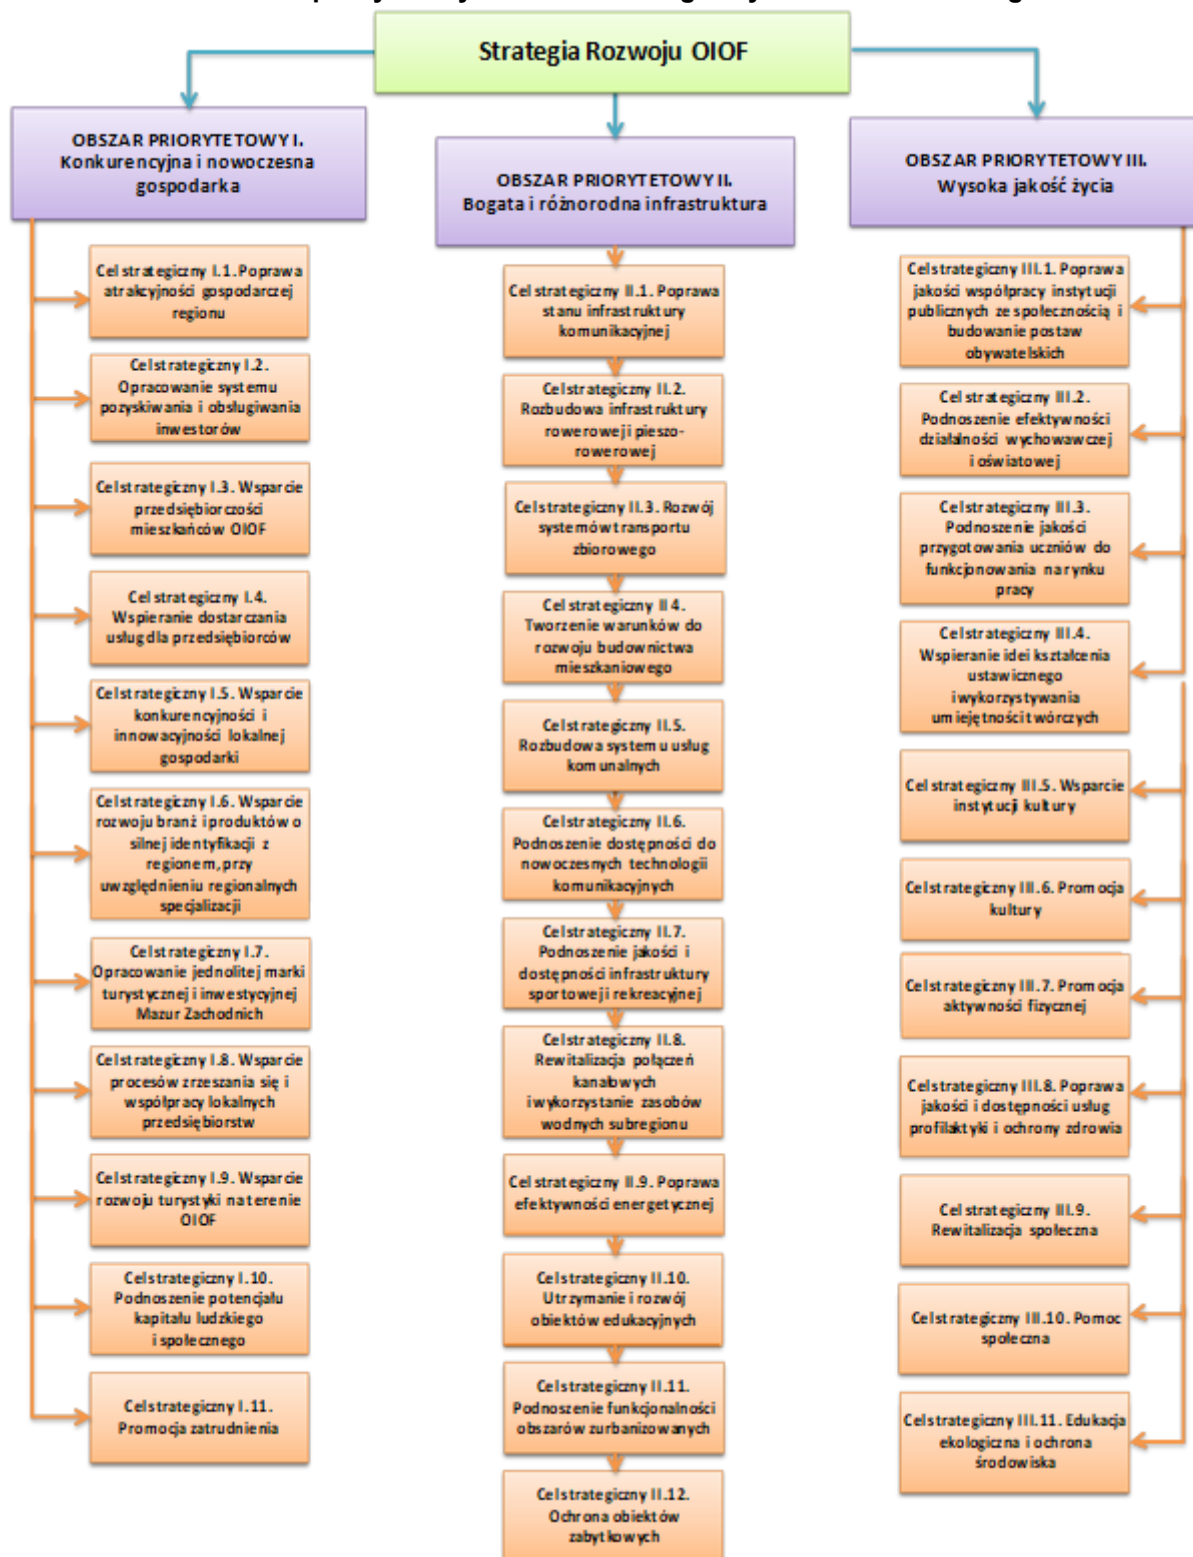 Strategia Rozwoju OIOF
OBSZAR PRIORYTETOWY I.
Konkurencyjna i nowoczesna
gospodarka
Cel strategiczny I.1. Poprawa
atrakcyjności gospodarczej
regionu
Cel strategiczny I.2.
Opracowanie systemu
pozyskiwania i obsługiwania
inwestorów
Cel strategiczny I.3. Wsparcie
przedsiębiorczości
mieszkańców OIOF
Cel strategiczny I.4.
Wspieranie dostarczania
usług dla przedsiębiorców
Cel strategiczny I.5. Wsparcie
konkurencyjności i
innowacyjności lokalnej
gospodarki
Cel strategiczny I.6. Wsparcie
rozwoju branż i produktów o
silnej identyfikacji z
regionem, przy
uwzględnieniu regionalnych
specjalizacji
Cel strategiczny I.7.
Opracowanie jednolitej marki
turystycznej i inwestycyjnej
Mazur Zachodnich
Cel strategiczny I.8. Wsparcie
procesów zrzeszania się i
współpracy lokalnych
przedsiębiorstw
Cel strategiczny I.9. Wsparcie
rozwoju turystyki na terenie
OIOF
Cel strategiczny I.10.
Podnoszenie potencjału
kapitału ludzkiego
i społecznego
Cel strategiczny I.11.
Promocja zatrudnienia
OBSZAR PRIORYTETOWY II.
Bogata i różnorodna infrastruktura
Cel strategiczny II.1. Poprawa
stanu infrastruktury
komunikacyjnej
Cel strategiczny II.2.
Rozbudowa infrastruktury
rowerowej i pieszo-
rowerowej
Cel strategiczny II.3. Rozwój
systemów transportu
zbiorowego
Cel strategiczny II 4.
Tworzenie warunków do
rozwoju budownictwa
mieszkaniowego
Cel strategiczny II.5.
Rozbudowa systemu usług
komunalnych
Cel strategiczny II.6.
Podnoszenie dostępności do
nowoczesnych technologii
komunikacyjnych
Cel strategiczny II.7.
Podnoszenie jakości i
dostępności infrastruktury
sportowej i rekreacyjnej
Cel strategiczny II.8.
Rewitalizacja połączeń
kanałowych
i wykorzystanie zasobów
wodnych subregionu
Cel strategiczny II.9. Poprawa
efektywności energetycznej
Cel strategiczny II.10.
Utrzymanie i rozwój
obiektów edukacyjnych
Cel strategiczny II.11.
Podnoszenie funkcjonalności
obszarów zurbanizowanych
Cel strategiczny II.12.
Ochrona obiektów
zabytkowych
OBSZAR PRIORYTETOWY III.
Wysoka jakość życia
Cel strategiczny III.1. Poprawa
jakości współpracy instytucji
publicznych ze społecznością i
budowanie postaw
obywatelskich
Cel strategiczny III.2.
Podnoszenie efektywności
działalności wychowawczej
i oświatowej
Cel strategiczny III.3.
Podnoszenie jakości
przygotowania uczniów do
funkcjonowania na rynku
pracy
Cel strategiczny III.4.
Wspieranie idei kształcenia
ustawicznego
i wykorzystywania
umiejętności twórczych
Cel strategiczny III.5. Wsparcie
instytucji kultury
Cel strategiczny III.6. Promocja
kultury
Cel strategiczny III.7. Promocja
aktywności fizycznej
Cel strategiczny III.8. Poprawa
jakości i dostępności usług
profilaktyki i ochrony zdrowia
Cel strategiczny III.9.
Rewitalizacja społeczna
Cel strategiczny III.10. Pomoc
społeczna
Cel strategiczny III.11. Edukacja
ekologiczna i ochrona
środowiska